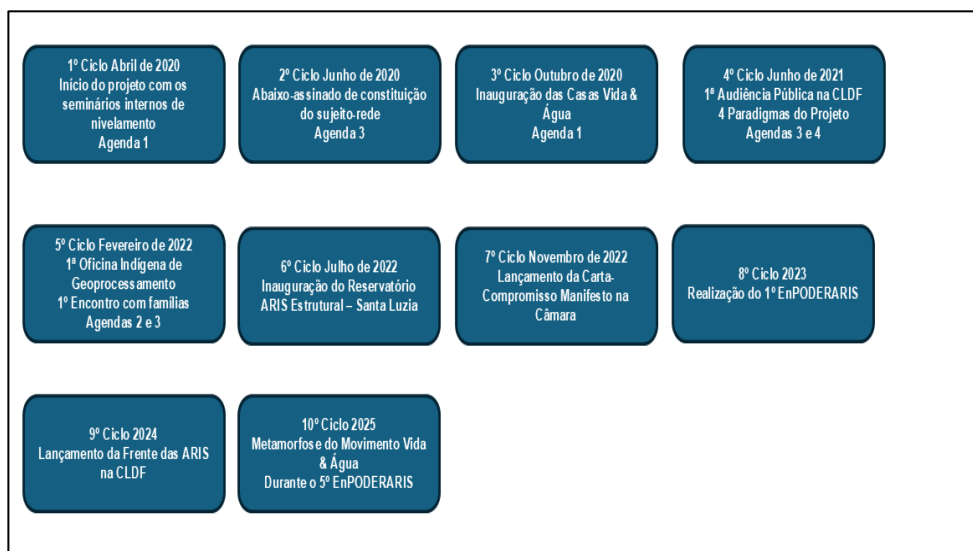 1º Ciclo Abril de 2020
Início do projeto com os
seminários internos de
nivelamento
Agenda 1
2º Ciclo Junho de 2020
Abaixo-assinado de constituição
do sujeito-rede
Agenda 3
3º Ciclo Outubro de 2020
Inauguração das Casas Vida &
Água
Agenda 1
4º Ciclo Junho de 2021
1ª Audiência Pública na CLDF
4 Paradigmas do Projeto
Agendas 3 e 4
5º Ciclo Fevereiro de 2022
1ª Oficina Indígena de
Geoprocessamento
1º Encontro com famílias
Agendas 2 e 3
6º Ciclo Julho de 2022
Inauguração do Reservatório
ARIS Estrutural – Santa Luzia
7º Ciclo Novembro de 2022
Lançamento da Carta-
Compromisso Manifesto na
Câmara
8º Ciclo 2023
Realização do 1º EnPODERARIS
9º Ciclo 2024
Lançamento da Frente das ARIS
na CLDF
10º Ciclo 2025
Metamorfose do Movimento Vida
& Água
Durante o 5º EnPODERARIS